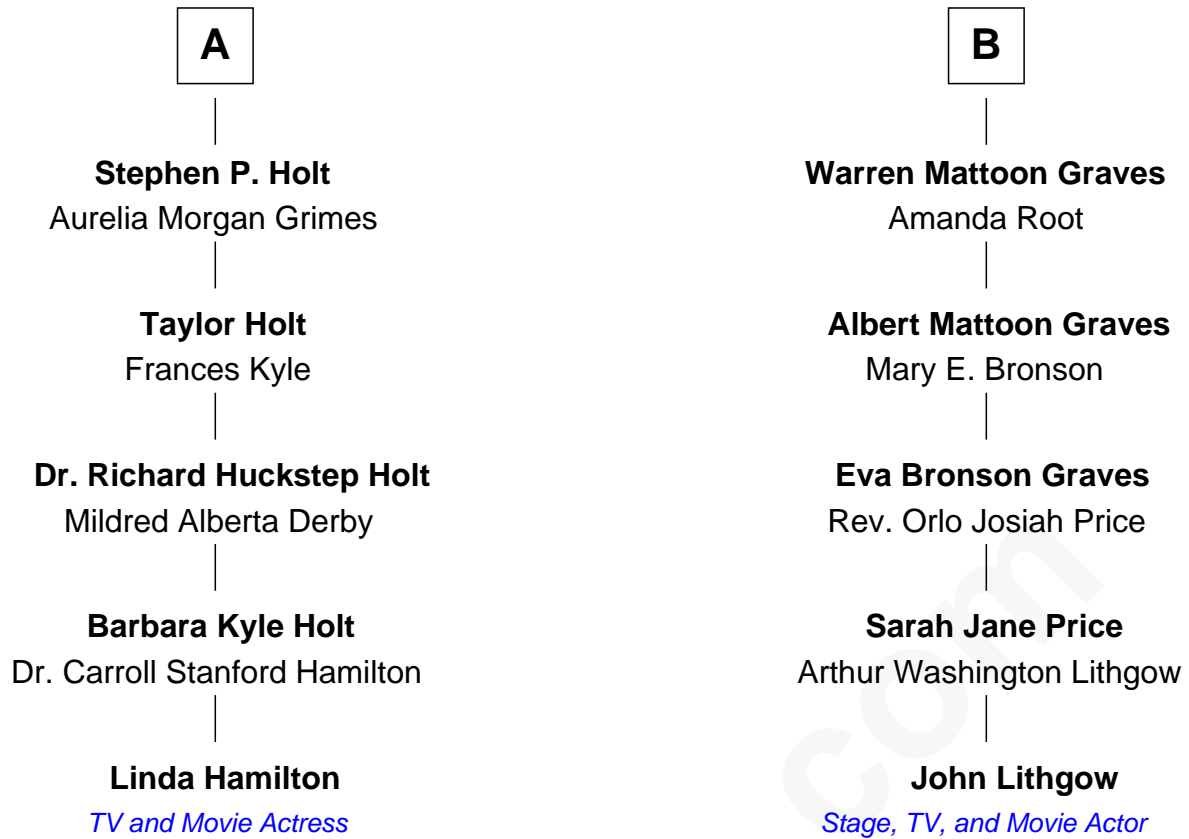 A
Stephen P. Holt
Aurelia Morgan Grimes
Taylor Holt
Frances Kyle
Dr. Richard Huckstep Holt
Mildred Alberta Derby
Barbara Kyle Holt
Dr. Carroll Stanford Hamilton
Linda Hamilton
TV and Movie Actress
B
Warren Mattoon Graves
Amanda Root
Albert Mattoon Graves
Mary E. Bronson
Eva Bronson Graves
Rev. Orlo Josiah Price
Sarah Jane Price
Arthur Washington Lithgow
John Lithgow
Stage, TV, and Movie Actor
com